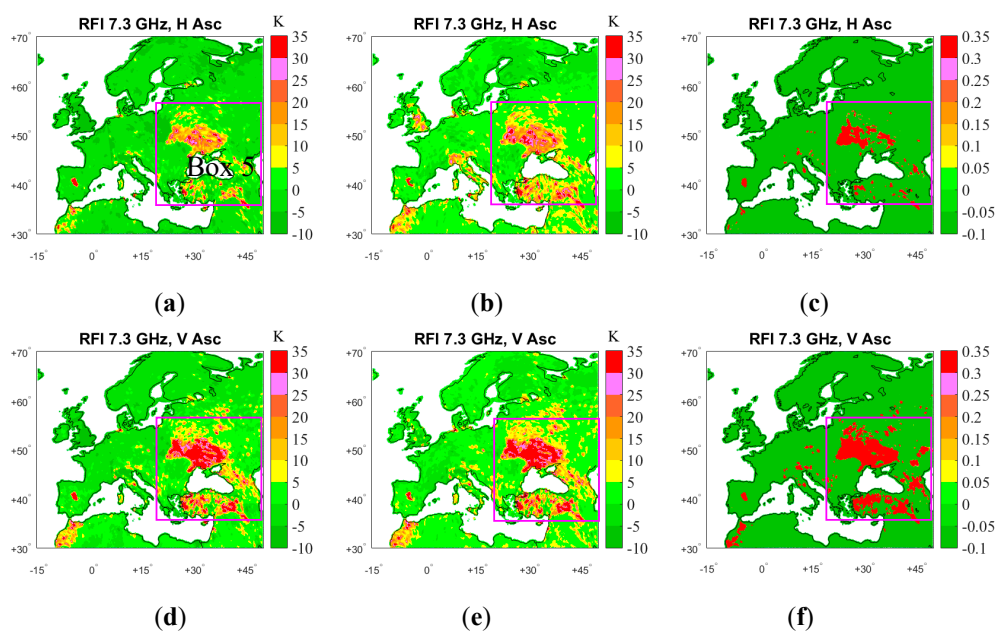 RFI 7.3 GHz, H Asc K
RFI 7.3 GHz, H Asc K
RFI 7.3 GHz, H Asc
+70° 35 +70° 35 +70° 0.35
30 30 0.3
+60° 25 +60° 25 +60° 0.25
20 20 0.2
+50° 15 +50° 15 +50° 0.15
10 10 0.1
Box 5
+40° 5 +40° 5 +40° 0.05
0 0 0
-5 -5 -0.05
+30° -10 +30° -10 +30° -0.1
-15° 0° +15° +30° +45° -15° 0° +15° +30° +45° -15° 0° +15° +30° +45°
(a) (b) (c)
RFI 7.3 GHz, V Asc K
RFI 7.3 GHz, V Asc K
RFI 7.3 GHz, V Asc
+70° 35 +70° 35 +70° 0.35
30 30 0.3
+60° 25 +60° 25 +60° 0.25
20 20 0.2
+50° 15 +50° 15 +50° 0.15
10 10 0.1
+40° 5 +40° 5 +40° 0.05
0 0 0
-5 -5 -0.05
+30° -10 +30° -10 +30° -0.1
-15° 0° +15° +30° +45° -15° 0° +15° +30° +45° -15° 0° +15° +30° +45°
(d) (e) (f)